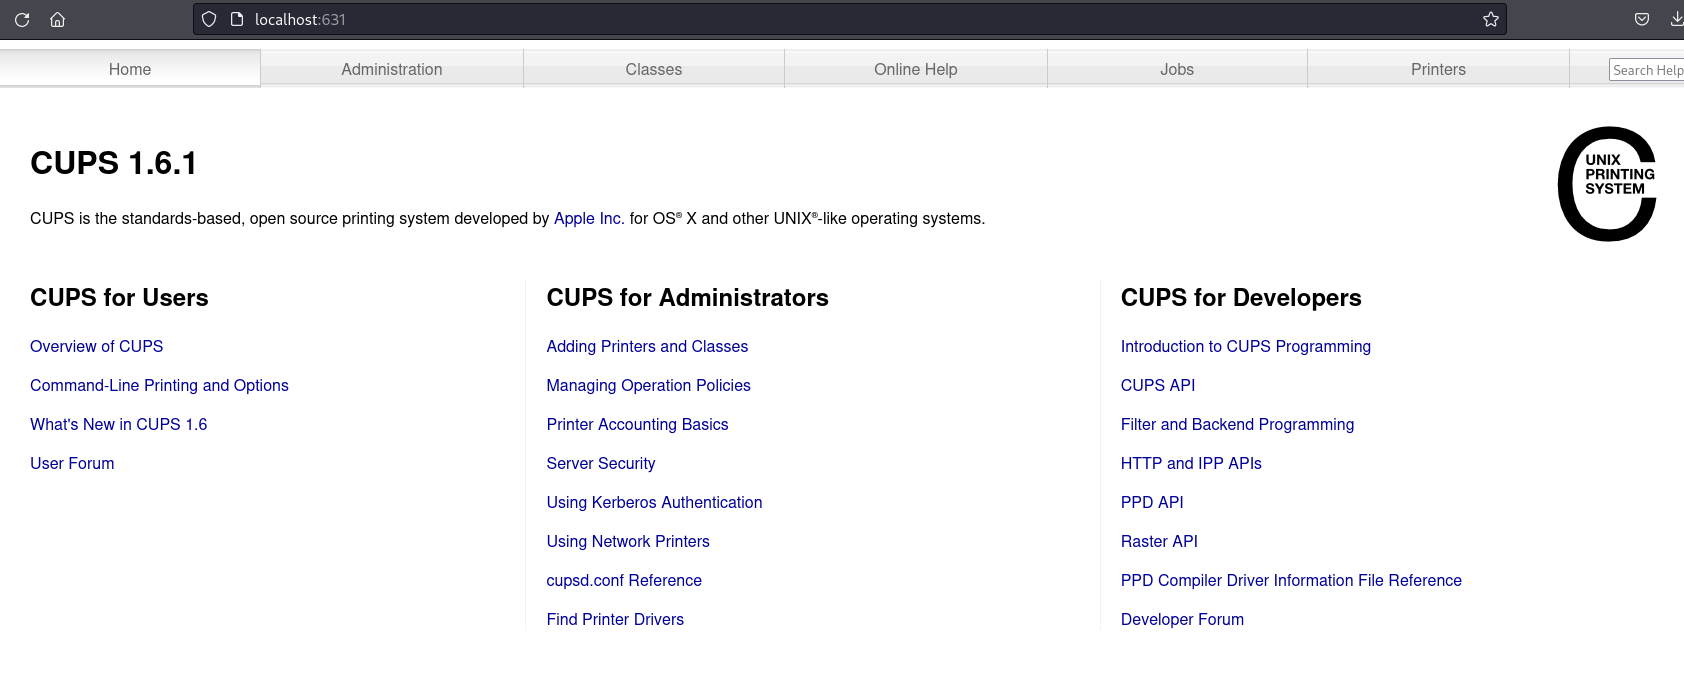 localhost:631
Home Administration Classes Online Help Jobs Printers Search Help
CUPS 1.6.1
UNIX
PRINTING
SYSTEM
CUPS is the standards-based, open source printing system developed by Apple Inc. for OS® X and other UNIX®-like operating systems.
CUPS for Users
Overview of CUPS
Command-Line Printing and Options
What's New in CUPS 1.6
User Forum
CUPS for Administrators
Adding Printers and Classes
Managing Operation Policies
Printer Accounting Basics
Server Security
Using Kerberos Authentication
Using Network Printers
cupsd.conf Reference
Find Printer Drivers
CUPS for Developers
Introduction to CUPS Programming
CUPS API
Filter and Backend Programming
HTTP and IPP APIs
PPD API
Raster API
PPD Compiler Driver Information File Reference
Developer Forum